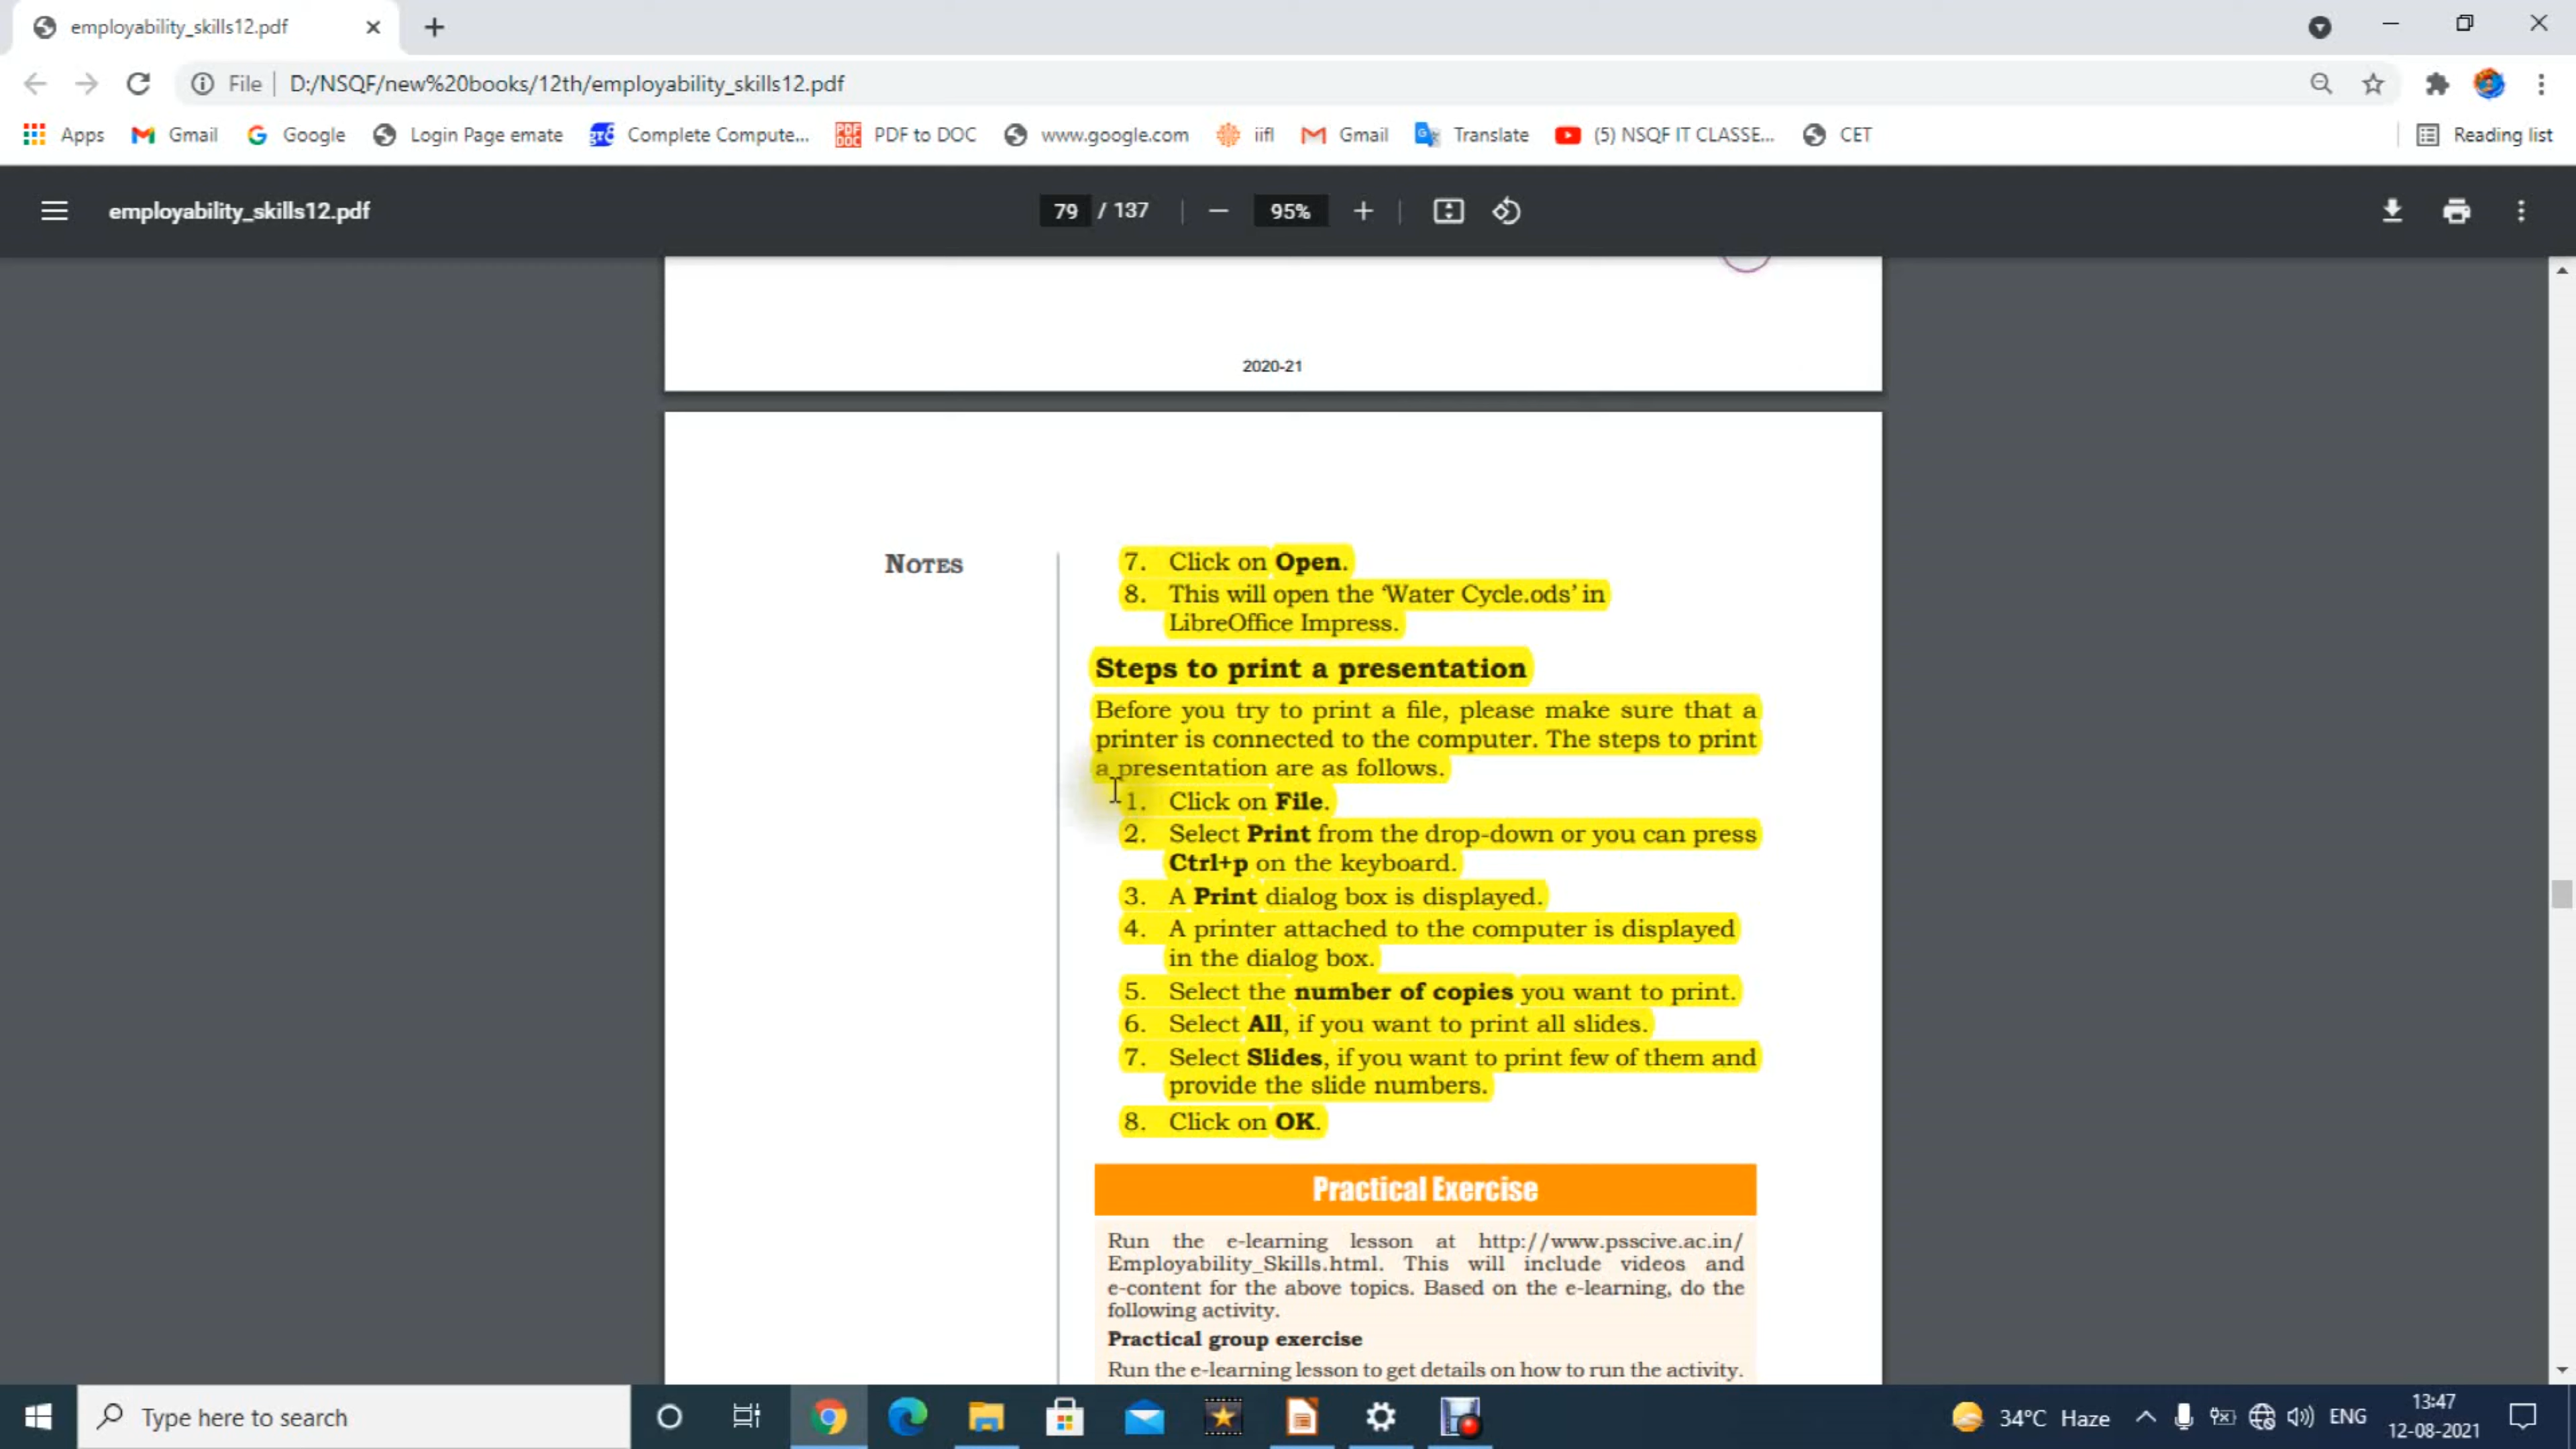 employability_skills12.pdf
File D:/NSQF/new%20books/12th/employability_skills12.pdf
Apps Gmail Google Login Page emate Complete Compute... PDF to DOC www.google.com iifl Gmail Translate (5) NSQF IT CLASSE... CET Reading list
employability_skills12.pdf 79 / 137 95%
2020-21
NOTES
7. Click on Open.
8. This will open the ‘Water Cycle.ods’ in
LibreOffice Impress.
Steps to print a presentation
Before you try to print a file, please make sure that a
printer is connected to the computer. The steps to print
a presentation are as follows.
1. Click on File.
2. Select Print from the drop-down or you can press
Ctrl+p on the keyboard.
3. A Print dialog box is displayed.
4. A printer attached to the computer is displayed
in the dialog box.
5. Select the number of copies you want to print.
6. Select All, if you want to print all slides.
7. Select Slides, if you want to print few of them and
provide the slide numbers.
8. Click on OK.
Practical Exercise
Run the e-learning lesson at http://www.psscive.ac.in/
Employability_Skills.html. This will include videos and
e-content for the above topics. Based on the e-learning, do the
following activity.
Practical group exercise
Run the e-learning lesson to get details on how to run the activity.
Type here to search
34°C Haze ENG
13:47
12-08-2021